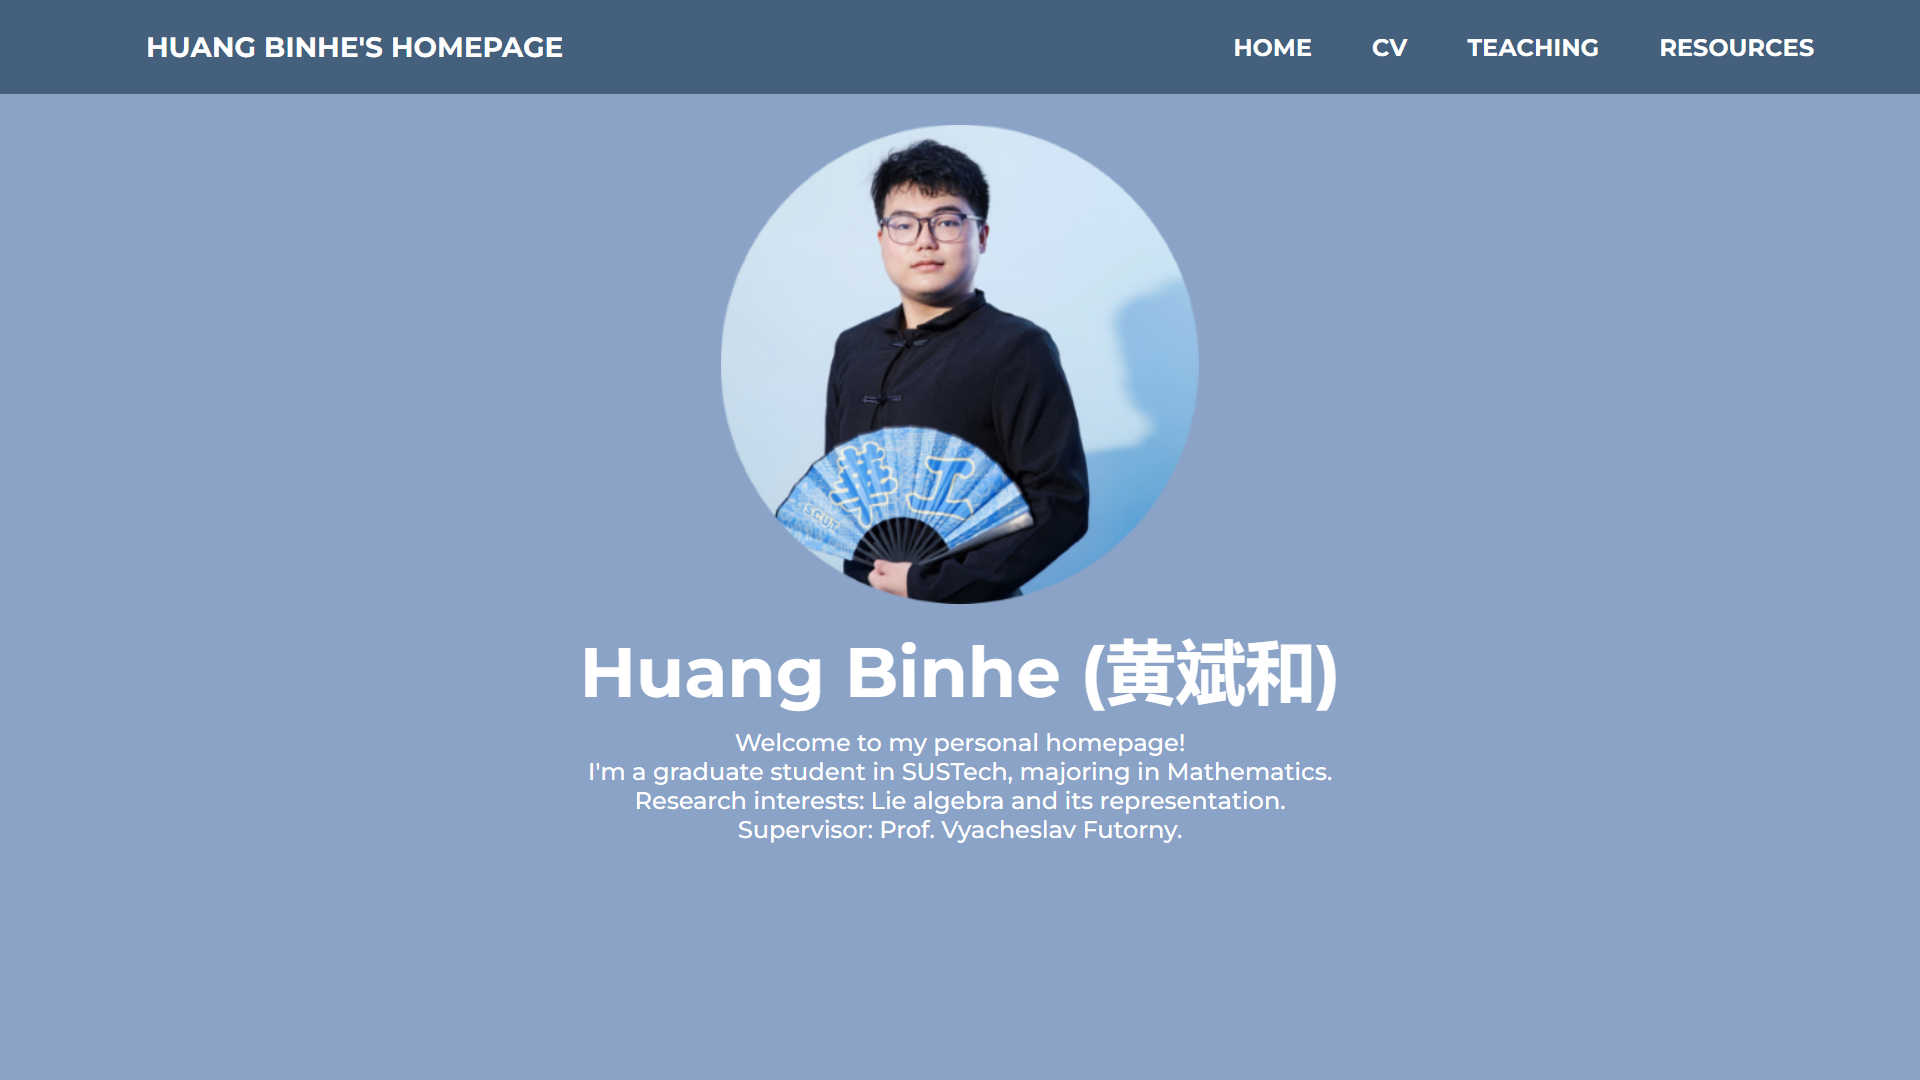 HUANG BINHE'S HOMEPAGE
HOME
CV
TEACHING
RESOURCES
華工
SCUT
Huang Binhe (黄斌和)
Welcome to my personal homepage!
I'm a graduate student in SUSTech, majoring in Mathematics.
Research interests: Lie algebra and its representation.
Supervisor: Prof. Vyacheslav Futorny.